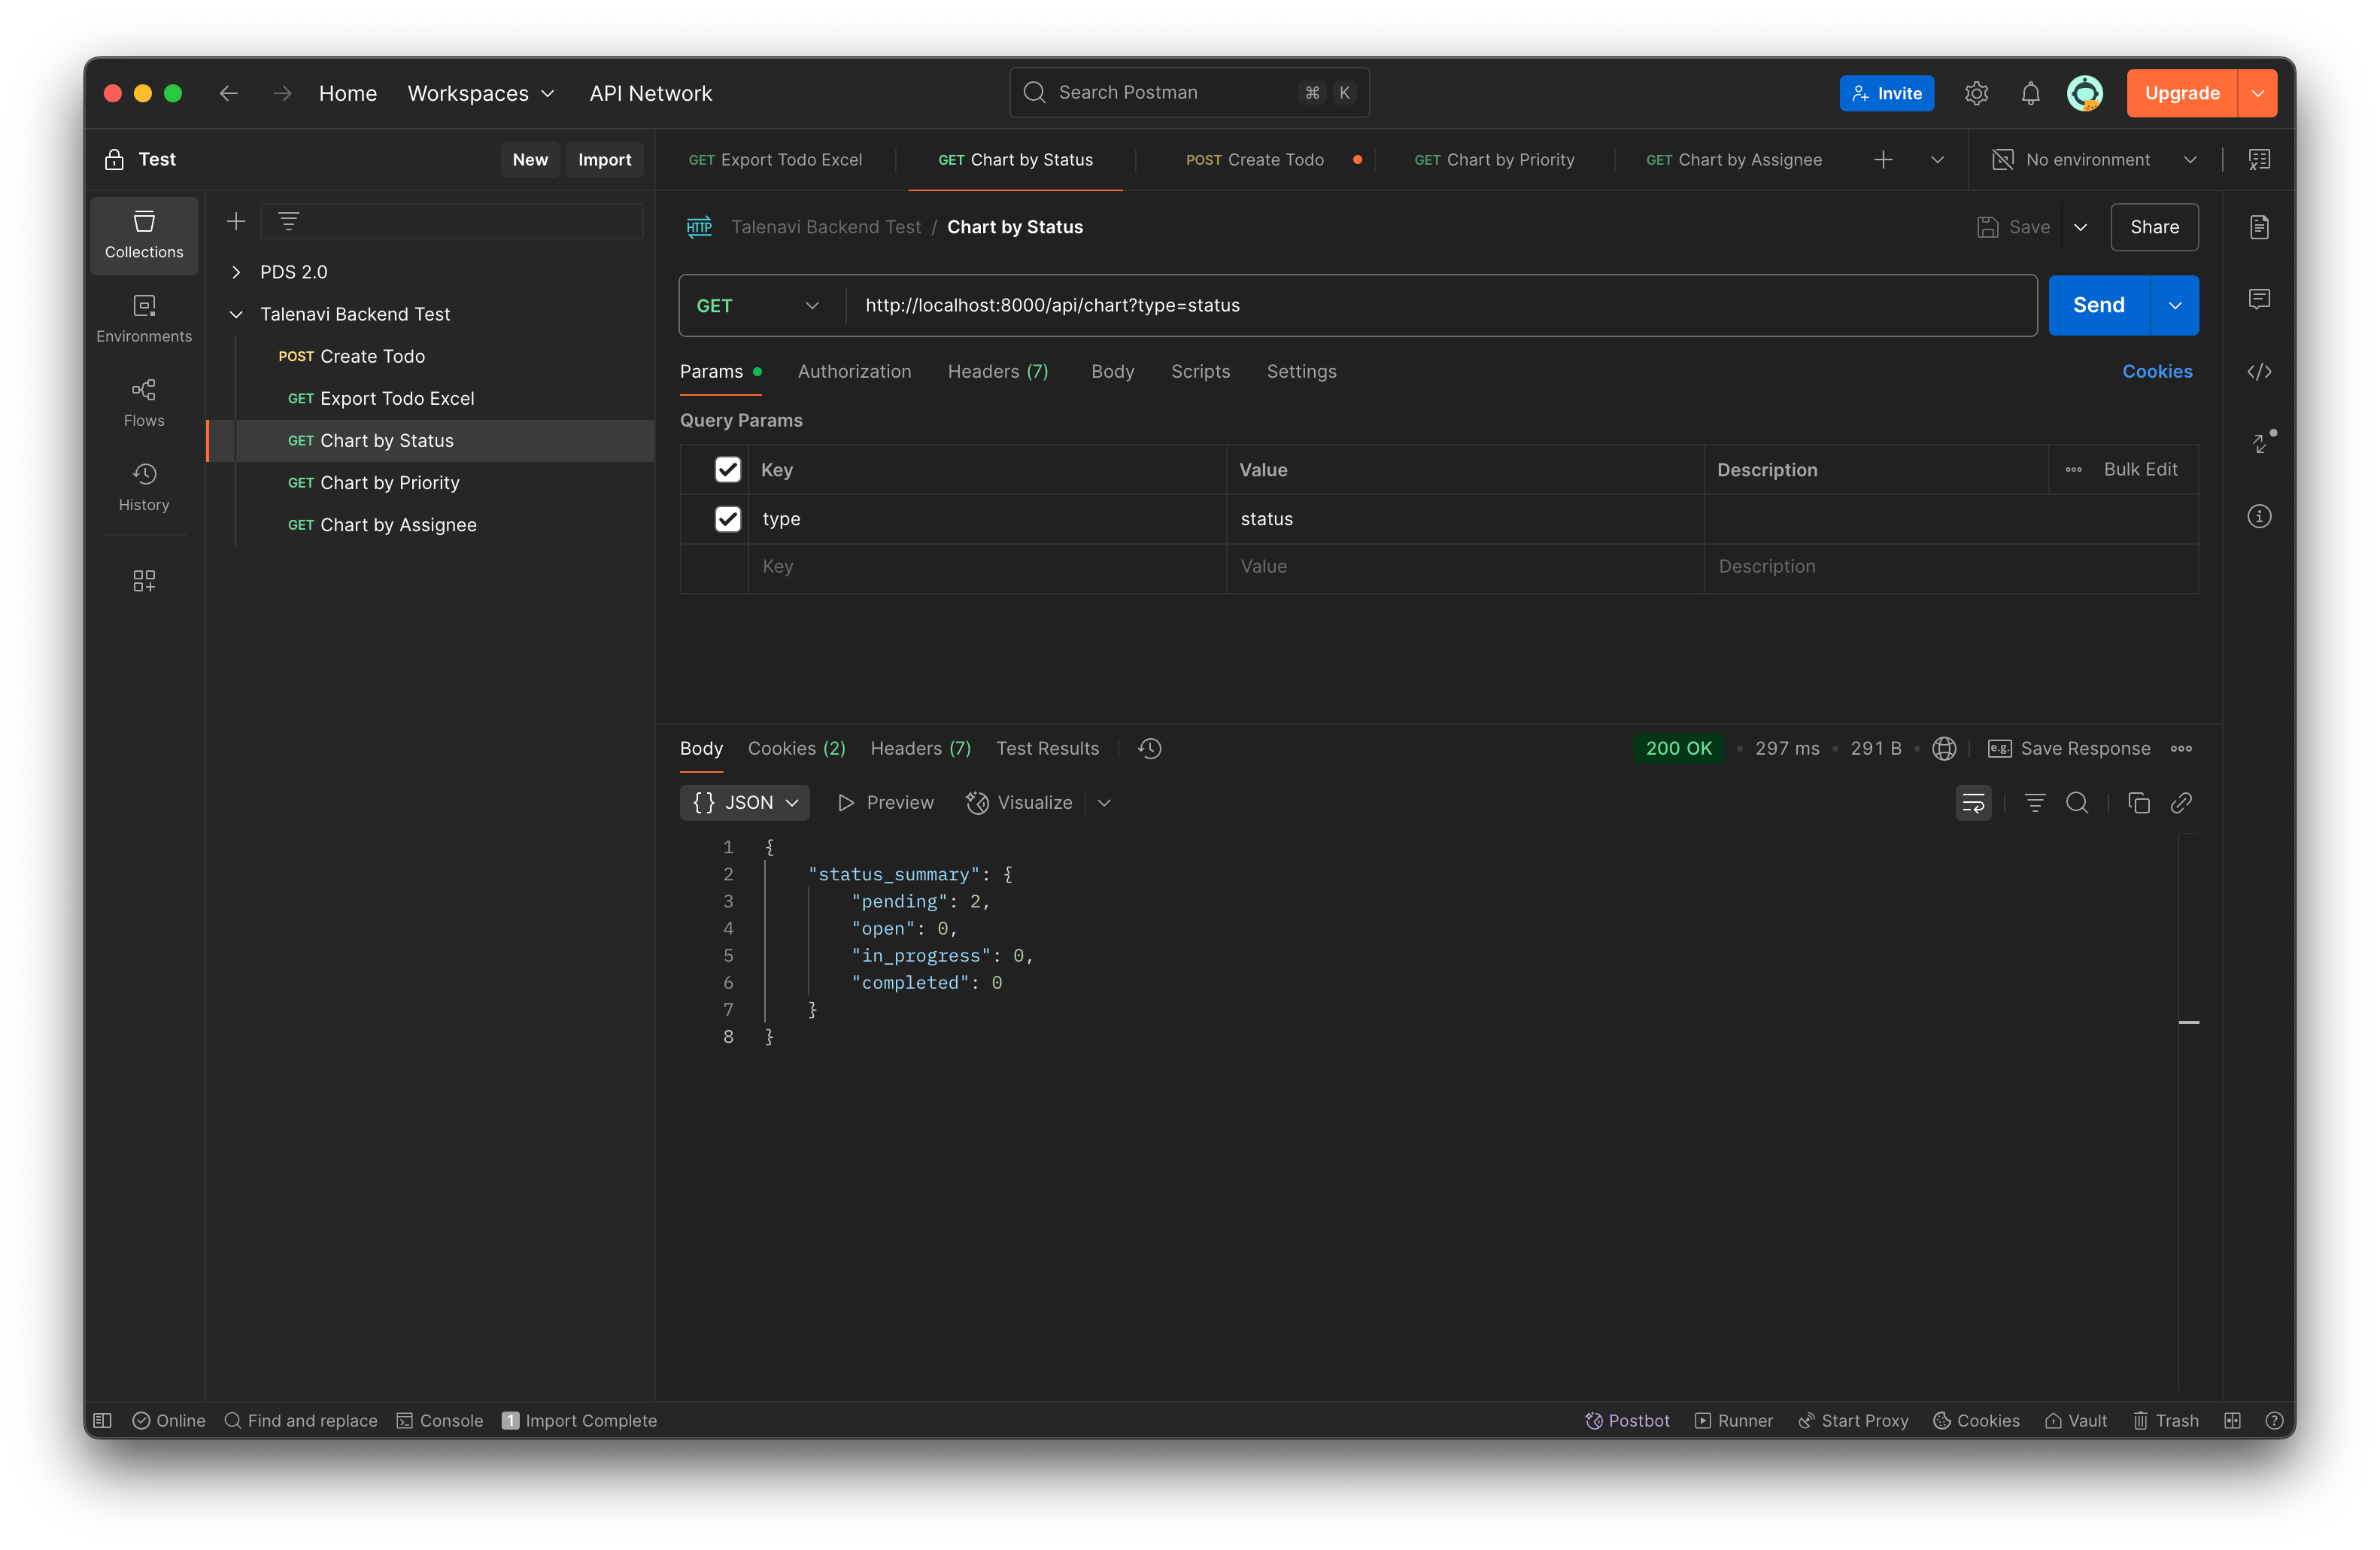 Home Workspaces API Network Search Postman ⌘ K Invite Upgrade
Test New Import
GET Export Todo Excel GET Chart by Status POST Create Todo GET Chart by Priority GET Chart by Assignee No environment
Collections
Environments
Flows
History
PDS 2.0
Talenavi Backend Test
POST Create Todo
GET Export Todo Excel
GET Chart by Status
GET Chart by Priority
GET Chart by Assignee
HTTP Talenavi Backend Test / Chart by Status Save Share
GET http://localhost:8000/api/chart?type=status Send
Params Authorization Headers (7) Body Scripts Settings Cookies
Query Params
Key Value Description Bulk Edit
type status
Key Value Description
Body Cookies (2) Headers (7) Test Results 200 OK • 297 ms • 291 B • e.g. Save Response
{ } JSON Preview Visualize
1 {
2 "status_summary": {
3 "pending": 2,
4 "open": 0,
5 "in_progress": 0,
6 "completed": 0
7 }
8 }
Online Find and replace Console 1 Import Complete Postbot Runner Start Proxy Cookies Vault Trash